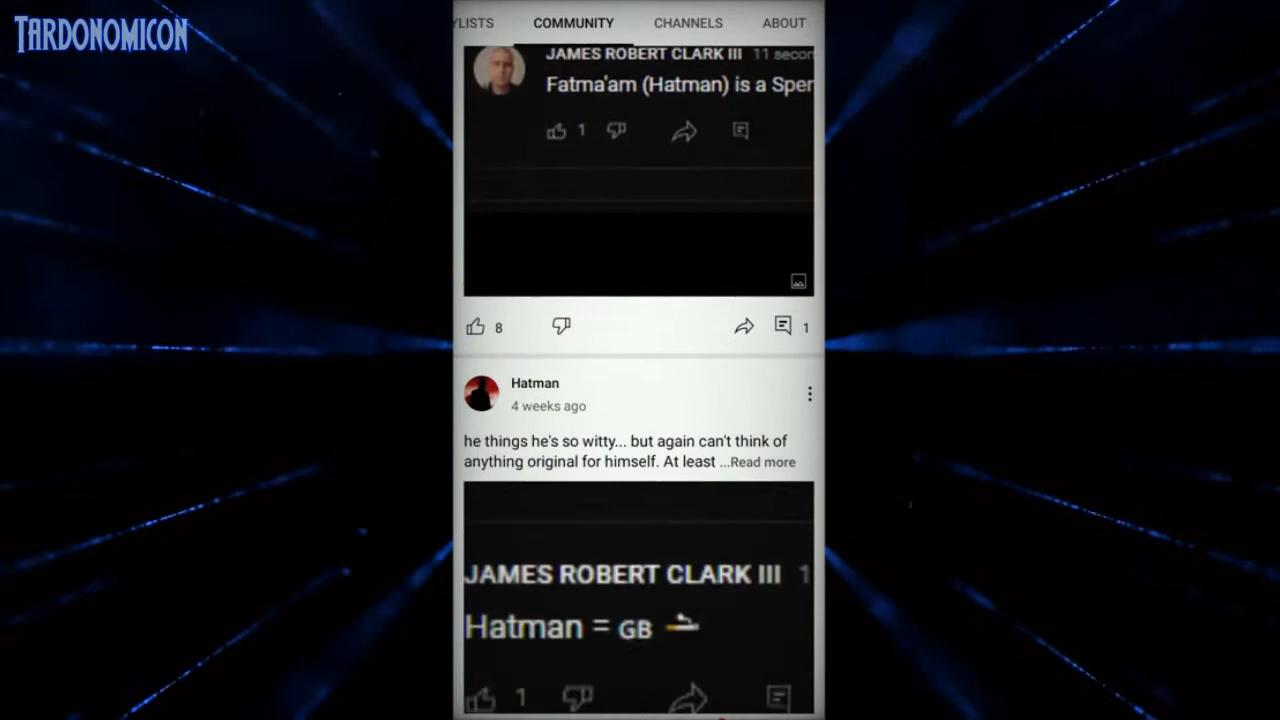 TARDONOMICON
YLISTS COMMUNITY CHANNELS ABOUT
JAMES ROBERT CLARK III 11 secon
Fatma'am (Hatman) is a Sper
1
8 1
Hatman
4 weeks ago
he things he's so witty... but again can't think of
anything original for himself. At least ...Read more
JAMES ROBERT CLARK III 1
Hatman = GB 🚬
1